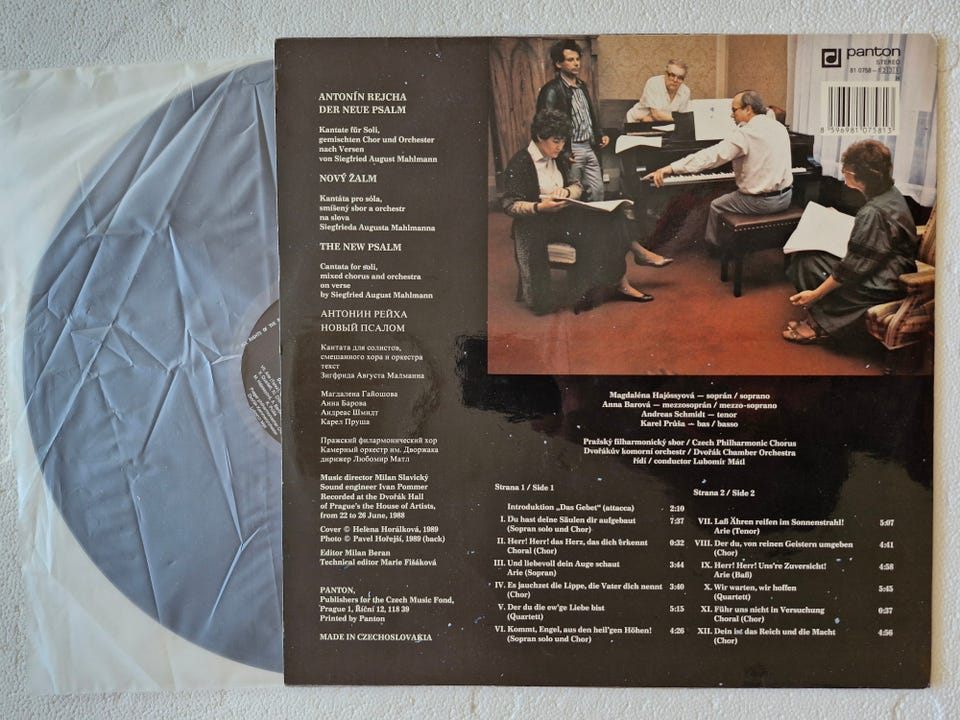 ANTONÍN REJCHA
DER NEUE PSALM
Kantate für Soli,
gemischten Chor und Orchester
nach Versen
von Siegfried August Mahlmann
NOVÝ ŽALM
Kantáta pro sóla,
smíšený sbor a orchestr
na slova
Siegfrieda Augusta Mahlmanna
THE NEW PSALM
Cantata for soli,
mixed chorus and orchestra
on verse
by Siegfried August Mahlmann
АНТОНИН РЕЙХА
НОВЫЙ ПСАЛОМ
Кантата для солистов,
смешанного хора и оркестра
текст
Зигфрида Августа Малманна
Магдалена Гайошова
Анна Барова
Андреас Шмидт
Карел Пруша
Пражский филармонический хор
Камерный оркестр им. Дворжака
дирижер Любомир Матл
Music director Milan Slavický
Sound engineer Ivan Pommer
Recorded at the Dvořák Hall
of Prague's the House of Artists,
from 22 to 26 June, 1988
Cover © Helena Horálková, 1989
Photo © Pavel Hořejší, 1989 (back)
Editor Milan Beran
Technical editor Marie Fišáková
PANTON,
Publishers for the Czech Music Fond,
Prague 1, Říční 12, 118 39
Printed by Panton
MADE IN CZECHOSLOVAKIA
panton
STEREO
81 0758-1
H
8 596981 075813
Magdaléna Hajóssyová — soprán / soprano
Anna Barová — mezzosoprán / mezzo-soprano
Andreas Schmidt — tenor
Karel Průša — bas / basso
Pražský filharmonický sbor / Czech Philharmonic Chorus
Dvořákův komorní orchestr / Dvořák Chamber Orchestra
řídí / conductor Lubomír Mátl
Strana 1 / Side 1
Introduktion „Das Gebet" (attacca) 2:10
I. Du hast deine Säulen dir aufgebaut 7:37
(Sopran solo und Chor)
II. Herr! Herr! das Herz, das dich erkennt 0:32
Choral (Chor)
III. Und liebevoll dein Auge schaut 3:44
Arie (Sopran)
IV. Es jauchzet die Lippe, die Vater dich nennt 3:40
(Chor)
V. Der du die ew'ge Liebe bist 5:15
(Quartett)
VI. Kommt, Engel, aus den heil'gen Höhen! 4:26
(Sopran solo und Chor)
Strana 2 / Side 2
VII. Laß Ähren reifen im Sonnenstrahl! 5:07
Arie (Tenor)
VIII. Der du, von reinen Geistern umgeben 4:41
(Chor)
IX. Herr! Herr! Uns're Zuversicht! 4:58
Arie (Baß)
X. Wir warten, wir hoffen 5:45
(Quartett)
XI. Führ uns nicht in Versuchung 0:37
Choral (Chor)
XII. Dein ist das Reich und die Macht 4:56
(Chor)